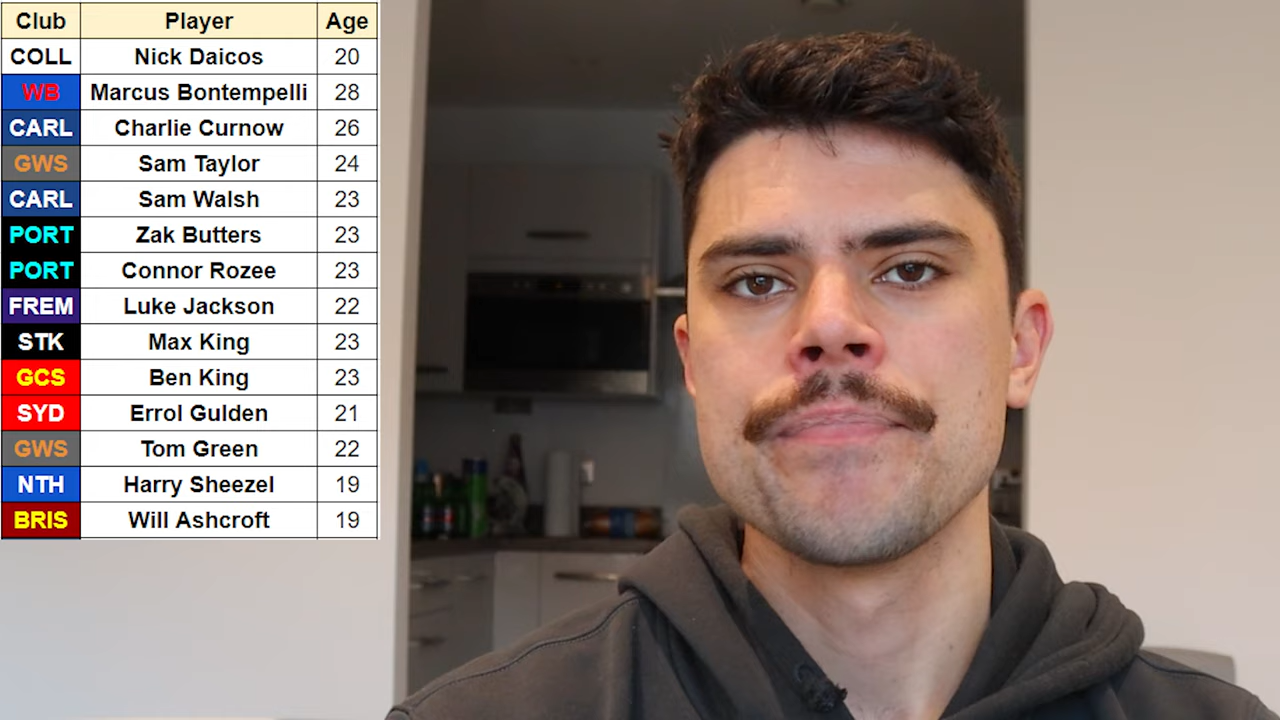 Club Player Age
COLL Nick Daicos 20
WB Marcus Bontempelli 28
CARL Charlie Curnow 26
GWS Sam Taylor 24
CARL Sam Walsh 23
PORT Zak Butters 23
PORT Connor Rozee 23
FREM Luke Jackson 22
STK Max King 23
GCS Ben King 23
SYD Errol Gulden 21
GWS Tom Green 22
NTH Harry Sheezel 19
BRIS Will Ashcroft 19